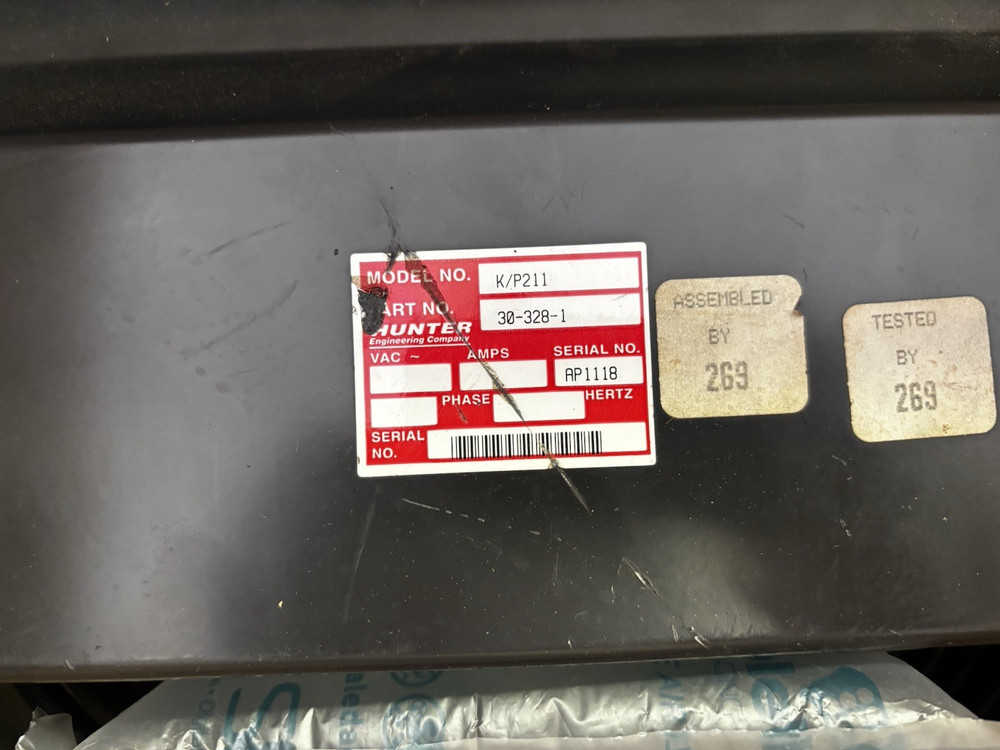 MODEL NO. K/P211
PART NO. 30-328-1
HUNTER
Engineering Company
VAC ~ AMPS SERIAL NO.
AP1118
PHASE HERTZ
SERIAL
NO.
ASSEMBLED
BY
269
TESTED
BY
269